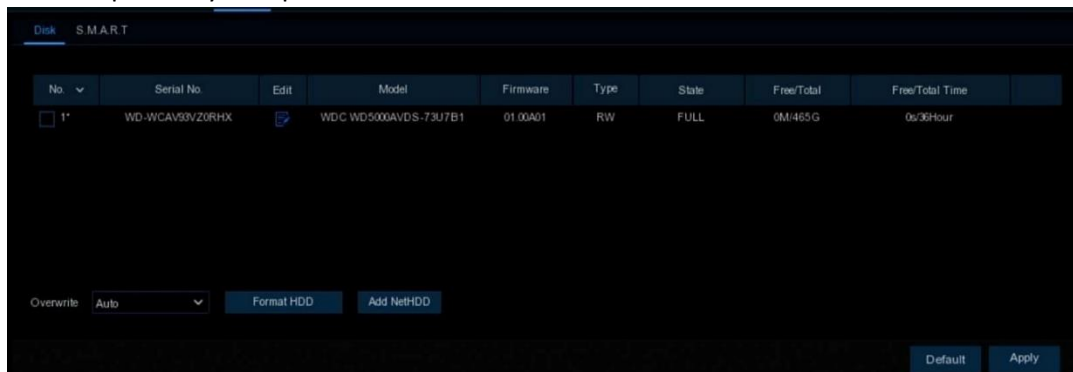 Disk S.M.A.R.T
No. Serial No. Edit Model Firmware Type State Free/Total Free/Total Time
1* WD-WCAV93VZ0RHX WDC WD5000AVDS-73U7B1 01.00A01 RW FULL 0M/465G 0s/36Hour
Overwrite Auto Format HDD Add NetHDD
Default Apply